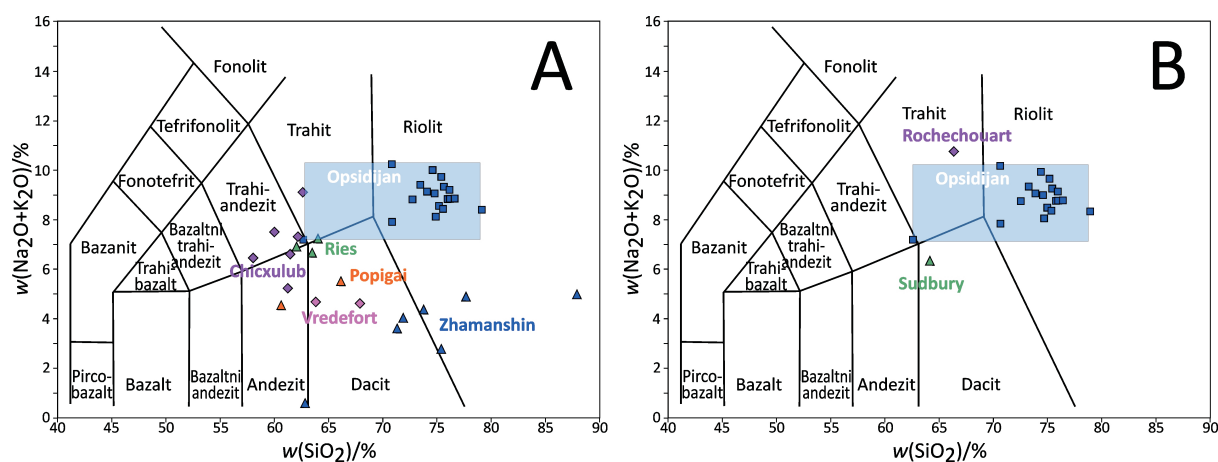 A
w(Na2O+K2O)/%
16
14
12
10
8
6
4
2
0
Fonolit
Tefrifonolit
Trahit
Riolit
Fonotefrit
Trahi-
andezit
Opsidijan
Bazanit
Bazaltni
trahi-
andezit
Trahi-
bazalt
Ries
Chicxulub
Popigai
Vredefort
Zhamanshin
Pirco-
bazalt
Bazalt
Bazaltni
andezit
Andezit
Dacit
40 45 50 55 60 65 70 75 80 85 90
w(SiO2)/%
B
w(Na2O+K2O)/%
16
14
12
10
8
6
4
2
0
Fonolit
Tefrifonolit
Trahit
Riolit
Rochechouart
Fonotefrit
Trahi-
andezit
Opsidijan
Bazanit
Bazaltni
trahi-
andezit
Trahi-
bazalt
Sudbury
Pirco-
bazalt
Bazalt
Bazaltni
andezit
Andezit
Dacit
40 45 50 55 60 65 70 75 80 85 90
w(SiO2)/%